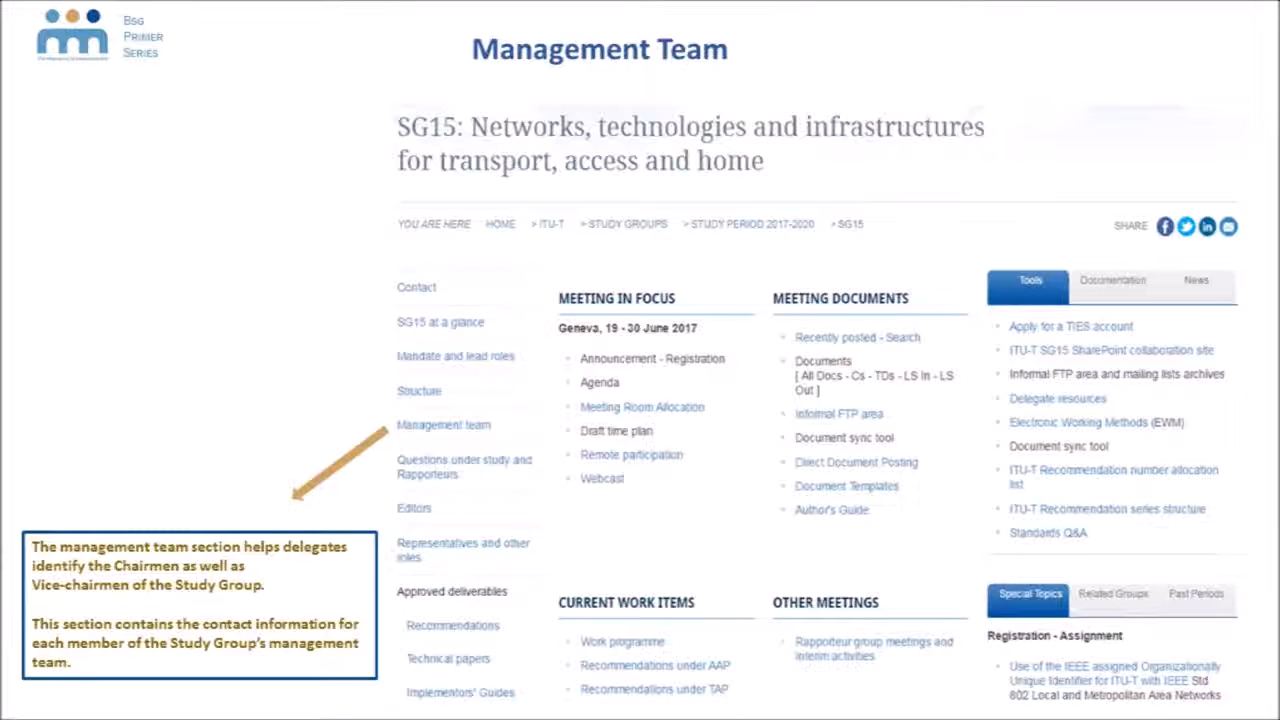 BSG
PRIMER
SERIES
Management Team
SG15: Networks, technologies and infrastructures
for transport, access and home
YOU ARE HERE HOME > ITU-T > STUDY GROUPS > STUDY PERIOD 2017-2020 > SG15
SHARE
Contact
SG15 at a glance
Mandate and lead roles
Structure
Management team
Questions under study and
Rapporteurs
Editors
Representatives and other
roles
Approved deliverables
Recommendations
Technical papers
Implementors' Guides
MEETING IN FOCUS
Geneva, 19 - 30 June 2017
Announcement - Registration
Agenda
Meeting Room Allocation
Draft time plan
Remote participation
Webcast
CURRENT WORK ITEMS
Work programme
Recommendations under AAP
Recommendations under TAP
MEETING DOCUMENTS
Recently posted - Search
Documents
[ All Docs - Cs - TDs - LS In - LS
Out ]
Informal FTP area
Document sync tool
Direct Document Posting
Document Templates
Author's Guide
OTHER MEETINGS
Rapporteur group meetings and
interim activities
Tools Documentation News
Apply for a TIES account
ITU-T SG15 SharePoint collaboration site
Informal FTP area and mailing lists archives
Delegate resources
Electronic Working Methods (EWM)
Document sync tool
ITU-T Recommendation number allocation
list
ITU-T Recommendation series structure
Standards Q&A
Special Topics Related Groups Past Periods
Registration - Assignment
Use of the IEEE assigned Organizationally
Unique Identifier for ITU-T with IEEE Std
802 Local and Metropolitan Area Networks
The management team section helps delegates
identify the Chairmen as well as
Vice-chairmen of the Study Group.
This section contains the contact information for
each member of the Study Group's management
team.